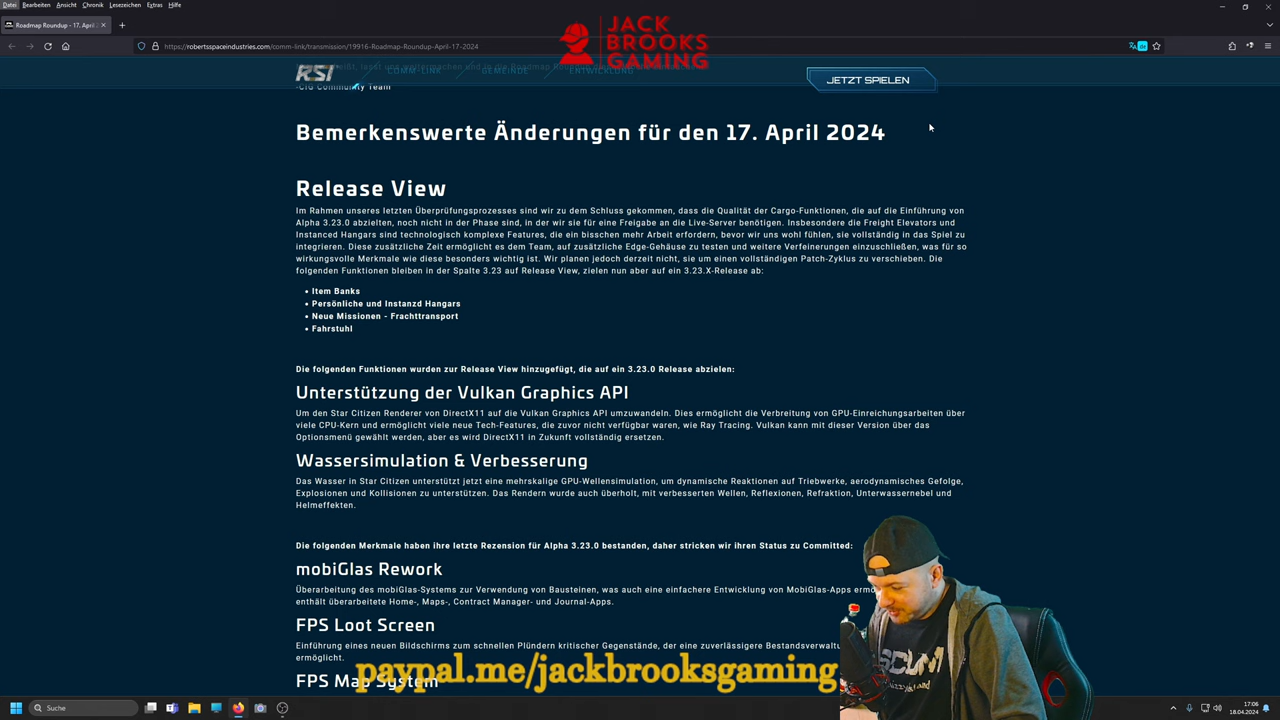 Datei Bearbeiten Ansicht Chronik Lesezeichen Extras Hilfe
Roadmap Roundup - 17. April 2
https://robertsspaceindustries.com/comm-link/transmission/19916-Roadmap-Roundup-April-17-2024
JACK
BROOKS
GAMING
RSI COMM-LINK GEMEINDE ENTWICKLUNG JETZT SPIELEN
-CIG Community Team
Bemerkenswerte Änderungen für den 17. April 2024
Release View
Im Rahmen unseres letzten Überprüfungsprozesses sind wir zu dem Schluss gekommen, dass die Qualität der Cargo-Funktionen, die auf die Einführung von
Alpha 3.23.0 abzielten, noch nicht in der Phase sind, in der wir sie für eine Freigabe an die Live-Server benötigen. Insbesondere die Freight Elevators und
Instanced Hangars sind technologisch komplexe Features, die ein bisschen mehr Arbeit erfordern, bevor wir uns wohl fühlen, sie vollständig in das Spiel zu
integrieren. Diese zusätzliche Zeit ermöglicht es dem Team, auf zusätzliche Edge-Gehäuse zu testen und weitere Verfeinerungen einzuschließen, was für so
wirkungsvolle Merkmale wie diese besonders wichtig ist. Wir planen jedoch derzeit nicht, sie um einen vollständigen Patch-Zyklus zu verschieben. Die
folgenden Funktionen bleiben in der Spalte 3.23 auf Release View, zielen nun aber auf ein 3.23.X-Release ab:
• Item Banks
• Persönliche und Instanzd Hangars
• Neue Missionen - Frachttransport
• Fahrstuhl
Die folgenden Funktionen wurden zur Release View hinzugefügt, die auf ein 3.23.0 Release abzielen:
Unterstützung der Vulkan Graphics API
Um den Star Citizen Renderer von DirectX11 auf die Vulkan Graphics API umzuwandeln. Dies ermöglicht die Verbreitung von GPU-Einreichungsarbeiten über
viele CPU-Kern und ermöglicht viele neue Tech-Features, die zuvor nicht verfügbar waren, wie Ray Tracing. Vulkan kann mit dieser Version über das
Optionsmenü gewählt werden, aber es wird DirectX11 in Zukunft vollständig ersetzen.
Wassersimulation & Verbesserung
Das Wasser in Star Citizen unterstützt jetzt eine mehrskalige GPU-Wellensimulation, um dynamische Reaktionen auf Triebwerke, aerodynamisches Gefolge,
Explosionen und Kollisionen zu unterstützen. Das Rendern wurde auch überholt, mit verbesserten Wellen, Reflexionen, Refraktion, Unterwassernebel und
Helmeffekten.
Die folgenden Merkmale haben ihre letzte Rezension für Alpha 3.23.0 bestanden, daher stricken wir ihren Status zu Committed:
mobiGlas Rework
Überarbeitung des mobiGlas-Systems zur Verwendung von Bausteinen, was auch eine einfachere Entwicklung von MobiGlas-Apps
enthält überarbeitete Home-, Maps-, Contract Manager- und Journal-Apps.
FPS Loot Screen
Einführung eines neuen Bildschirms zum schnellen Plündern kritischer Gegenstände, der eine zuverlässigere
ermöglicht.
FPS Map System
paypal.me/jackbrooksgaming
Suche
17:06
18.04.2024